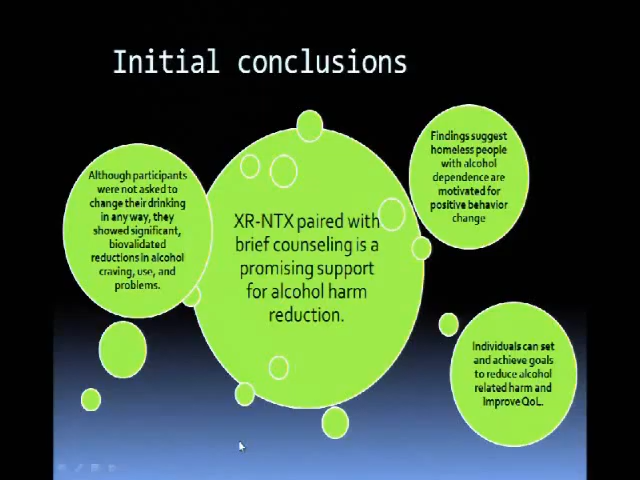 Initial conclusions
Although participants
were not asked to
change their drinking
in any way, they
showed significant,
biovalidated
reductions in alcohol
craving, use, and
problems.
XR-NTX paired with
brief counseling is a
promising support
for alcohol harm
reduction.
Findings suggest
homeless people
with alcohol
dependence are
motivated for
positive behavior
change
Individuals can set
and achieve goals
to reduce alcohol
related harm and
Improve QoL.